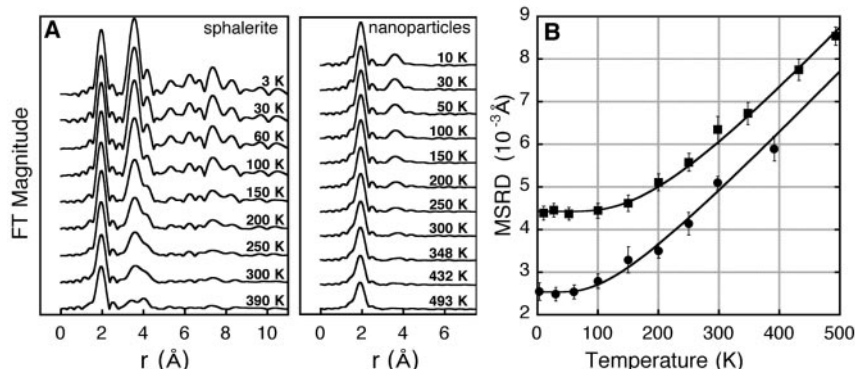 A
sphalerite
3 K
30 K
60 K
100 K
150 K
200 K
250 K
300 K
390 K
FT Magnitude
0 2 4 6 8 10
r (Å)
nanoparticles
10 K
30 K
50 K
100 K
150 K
200 K
250 K
300 K
348 K
432 K
493 K
0 2 4 6
r (Å)
B
9
8
7
6
5
4
3
2
MSRD (10⁻³Å)
0 100 200 300 400 500
Temperature (K)